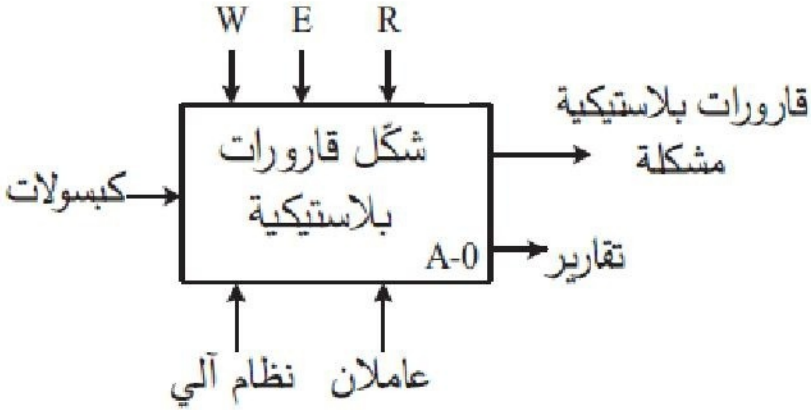 W E R
قارورات بلاستيكية
مشكلة
شكّل قارورات
بلاستيكية
كبسولات
A-0
تقارير
نظام آلي
عاملان